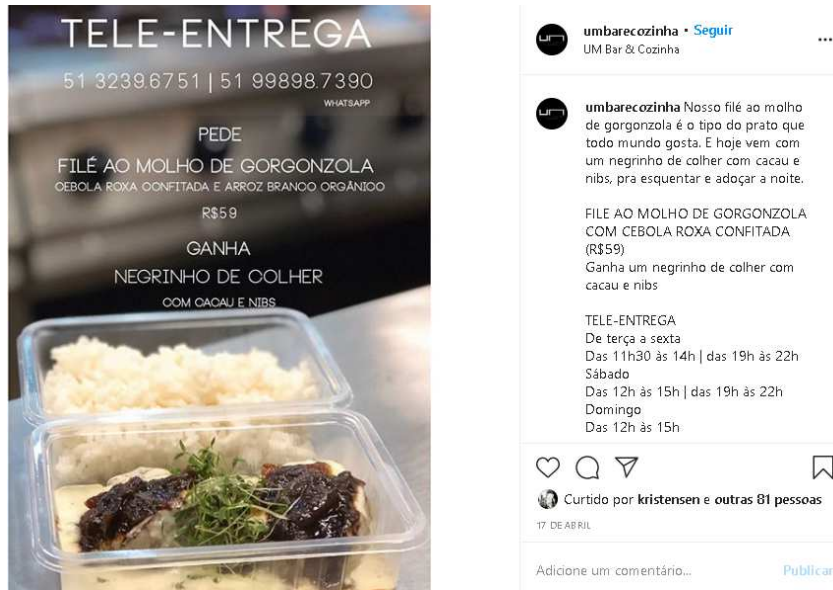 TELE-ENTREGA
51 3239.6751 | 51 99898.7390
WHATSAPP
PEDE
FILÉ AO MOLHO DE GORGONZOLA
CEBOLA ROXA CONFITADA E ARROZ BRANCO ORGÂNICO
R$59
GANHA
NEGRINHO DE COLHER
COM CACAU E NIBS
um
umbarecozinha • Seguir
UM Bar & Cozinha
um
umbarecozinha Nosso filé ao molho
de gorgonzola é o tipo do prato que
todo mundo gosta. E hoje vem com
um negrinho de colher com cacau e
nibs, pra esquentar e adoçar a noite.
FILE AO MOLHO DE GORGONZOLA
COM CEBOLA ROXA CONFITADA
(R$59)
Ganha um negrinho de colher com
cacau e nibs
TELE-ENTREGA
De terça a sexta
Das 11h30 às 14h | das 19h às 22h
Sábado
Das 12h às 15h | das 19h às 22h
Domingo
Das 12h às 15h
Curtido por kristensen e outras 81 pessoas
17 DE ABRIL
Adicione um comentário...
Publicar